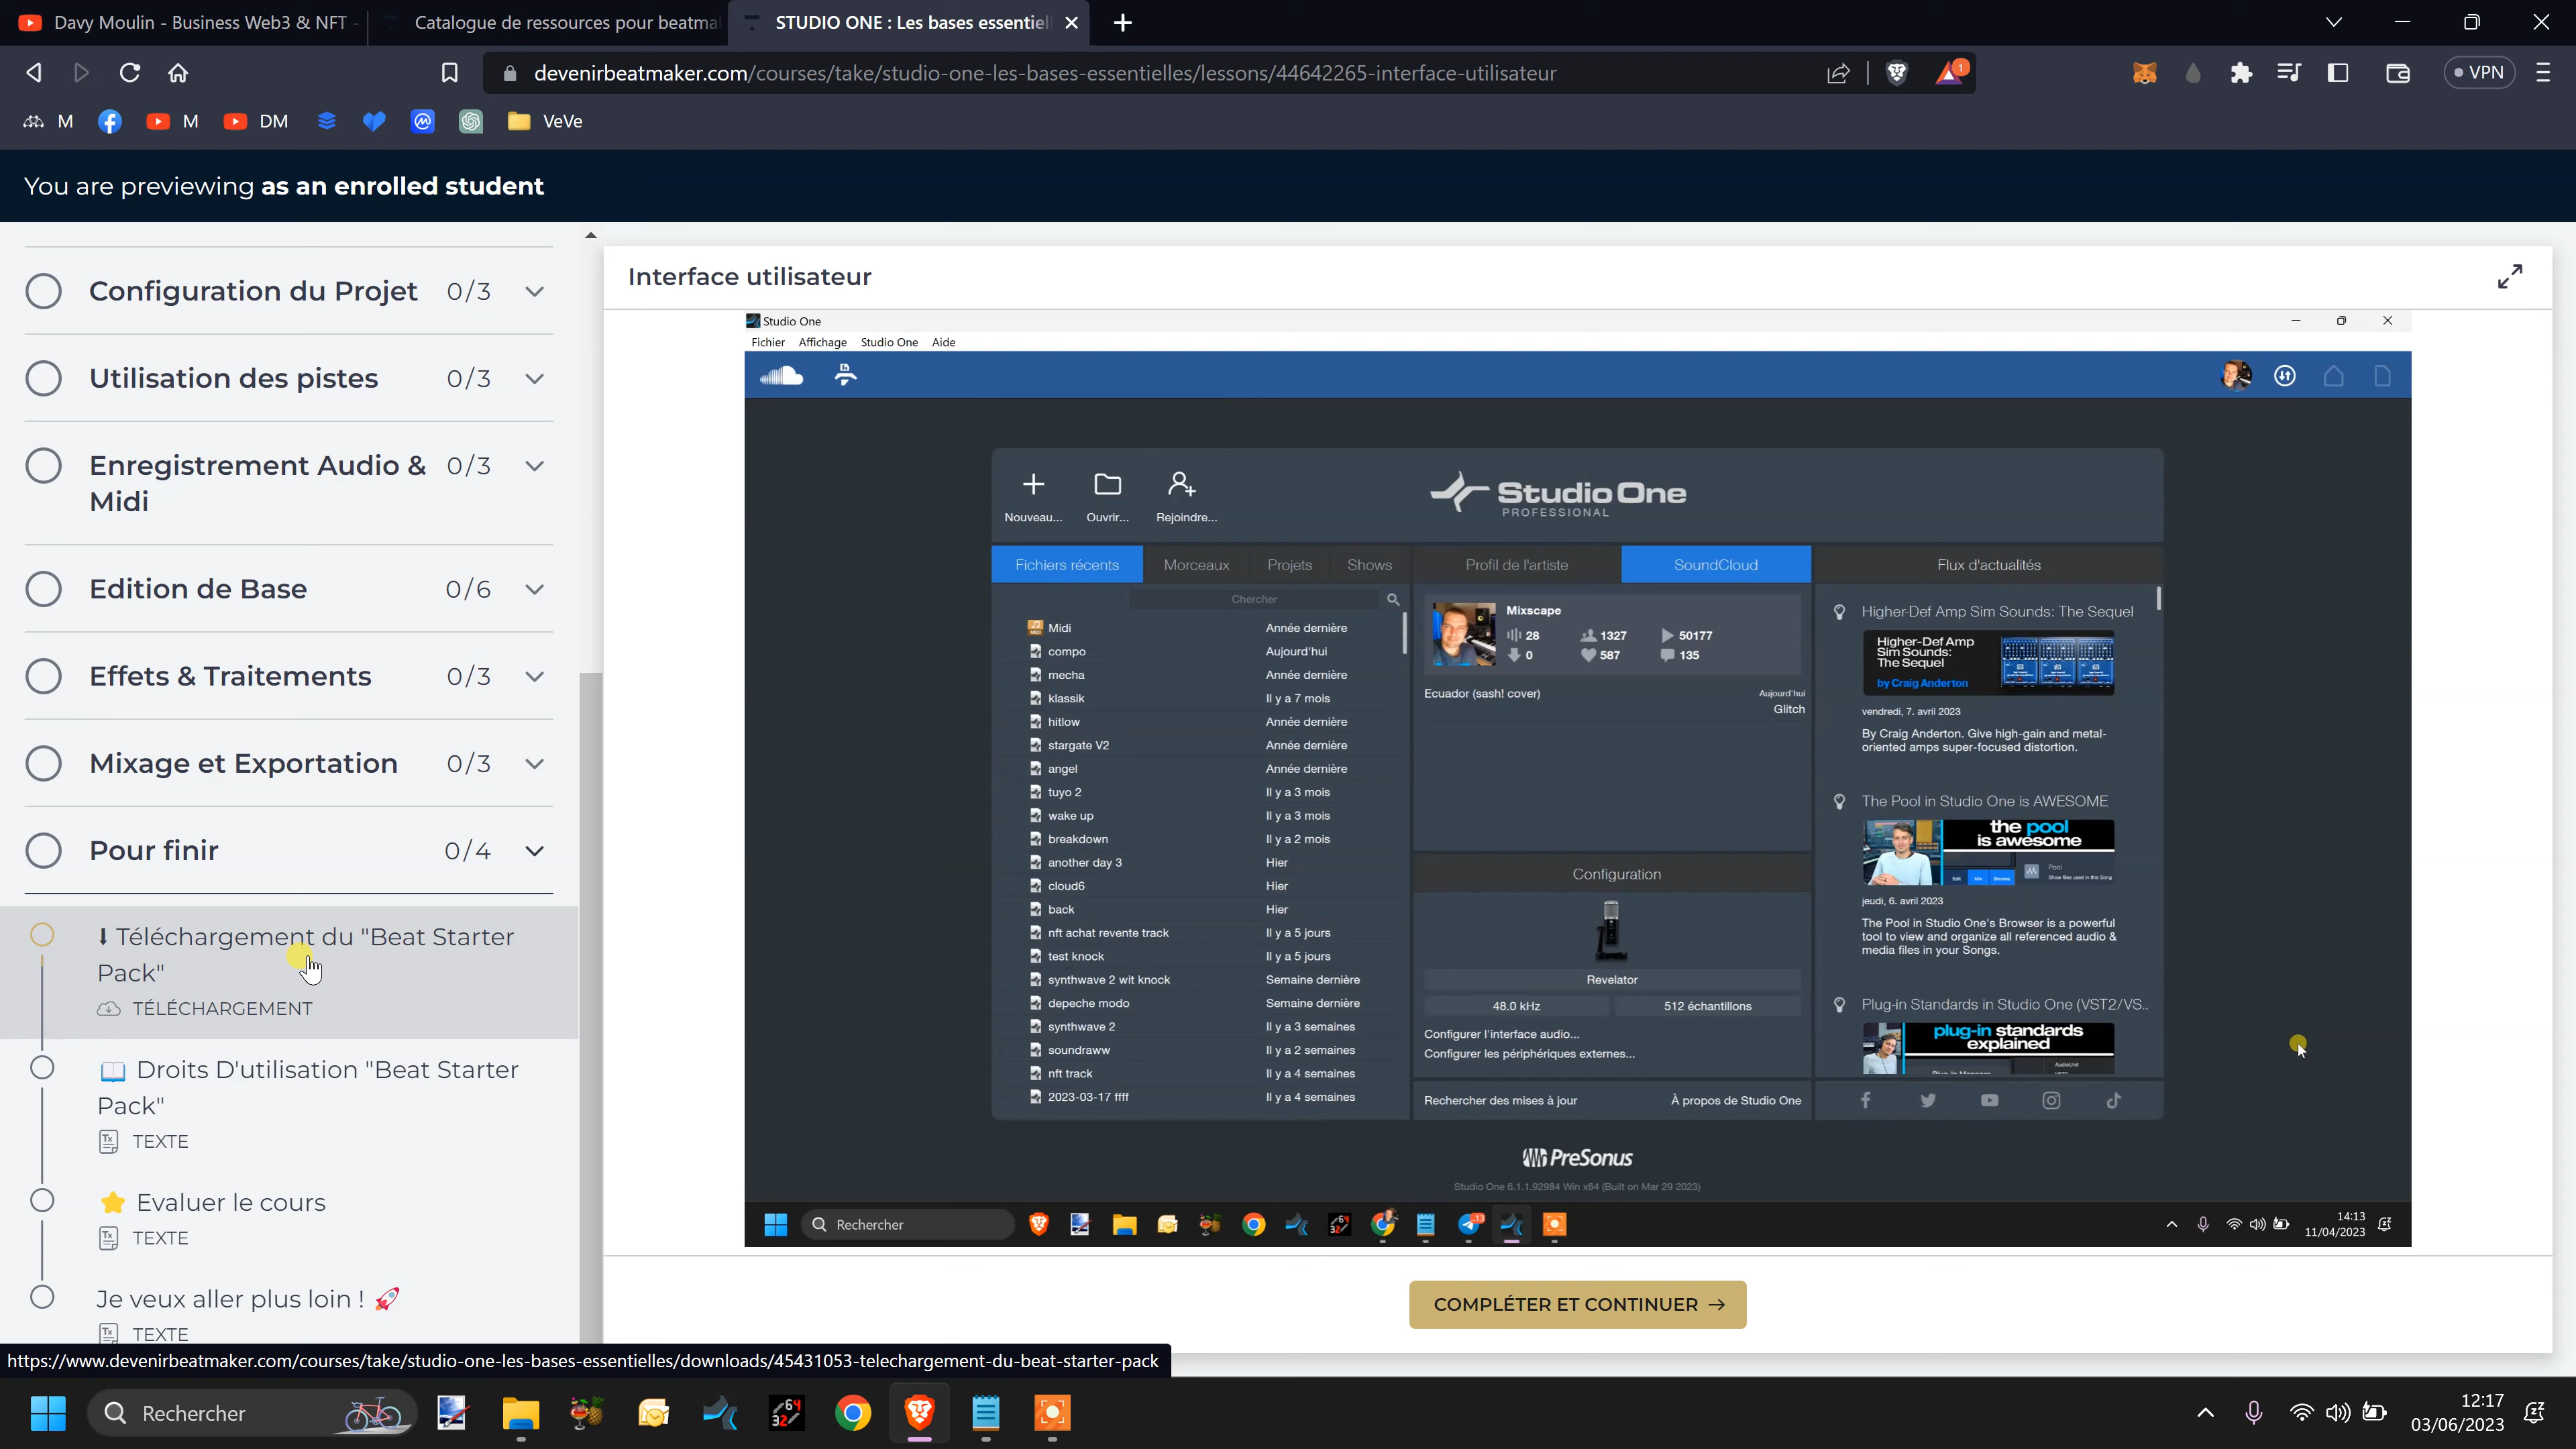 Davy Moulin - Business Web3 & NFT -
Catalogue de ressources pour beatma
STUDIO ONE : Les bases essentiel
devenirbeatmaker.com/courses/take/studio-one-les-bases-essentielles/lessons/44642265-interface-utilisateur
1
VPN
M
M
DM
VeVe
You are previewing as an enrolled student
Configuration du Projet 0/3
Utilisation des pistes 0/3
Enregistrement Audio & 0/3
Midi
Edition de Base 0/6
Effets & Traitements 0/3
Mixage et Exportation 0/3
Pour finir 0/4
Téléchargement du "Beat Starter
Pack"
TÉLÉCHARGEMENT
Droits D'utilisation "Beat Starter
Pack"
TEXTE
Evaluer le cours
TEXTE
Je veux aller plus loin !
TEXTE
Interface utilisateur
Studio One
Fichier Affichage Studio One Aide
Nouveau... Ouvrir... Rejoindre...
Studio One
PROFESSIONAL
Fichiers récents Morceaux Projets Shows
Chercher
Midi Année dernière
compo Aujourd'hui
mecha Année dernière
klassik Il y a 7 mois
hitlow Année dernière
stargate V2 Année dernière
angel Année dernière
tuyo 2 Il y a 3 mois
wake up Il y a 3 mois
breakdown Il y a 2 mois
another day 3 Hier
cloud6 Hier
back Hier
nft achat revente track Il y a 5 jours
test knock Il y a 5 jours
synthwave 2 wit knock Semaine dernière
depeche modo Semaine dernière
synthwave 2 Il y a 3 semaines
soundraww Il y a 2 semaines
nft track Il y a 4 semaines
2023-03-17 ffff Il y a 4 semaines
Profil de l'artiste SoundCloud
Mixscape
28 1327 50177
0 587 135
Ecuador (sash! cover) Aujourd'hui
Glitch
Configuration
Revelator
48.0 kHz 512 échantillons
Configurer l'interface audio...
Configurer les périphériques externes...
Rechercher des mises à jour À propos de Studio One
Flux d'actualités
Higher-Def Amp Sim Sounds: The Sequel
Higher-Def Amp
Sim Sounds:
The Sequel
by Craig Anderton
vendredi, 7. avril 2023
By Craig Anderton. Give high-gain and metal-
oriented amps super-focused distortion.
The Pool in Studio One is AWESOME
the pool
is awesome
Pool
Show files used in this Song
Edit Mix Browse
jeudi, 6. avril 2023
The Pool in Studio One's Browser is a powerful
tool to view and organize all referenced audio &
media files in your Songs.
Plug-in Standards in Studio One (VST2/VS..
plug-in standards
explained
PreSonus
Studio One 6.1.1.92984 Win x64 (Built on Mar 29 2023)
Rechercher
64
32
13
14:13
11/04/2023
COMPLÉTER ET CONTINUER →
https://www.devenirbeatmaker.com/courses/take/studio-one-les-bases-essentielles/downloads/45431053-telechargement-du-beat-starter-pack
Rechercher
64
32
12:17
03/06/2023